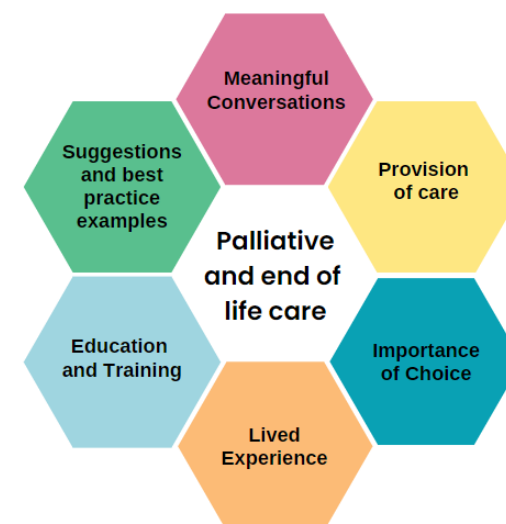 Meaningful
Conversations
Suggestions
and best
practice
examples
Provision
of care
Palliative
and end of
life care
Education
and Training
Importance
of Choice
Lived
Experience